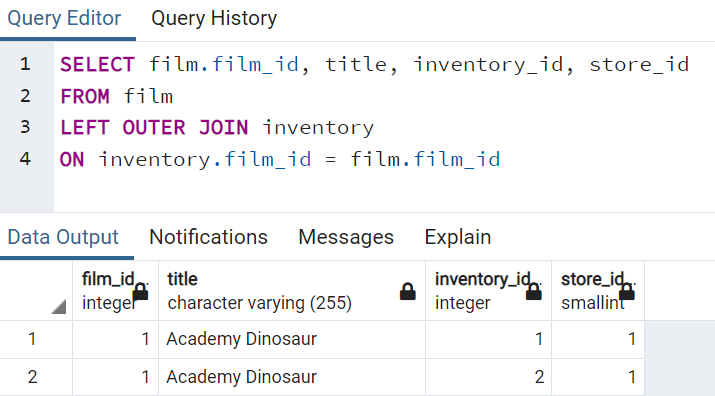 Query Editor Query History
1 SELECT film.film_id, title, inventory_id, store_id
2 FROM film
3 LEFT OUTER JOIN inventory
4 ON inventory.film_id = film.film_id
Data Output Notifications Messages Explain
film_id title inventory_id store_id
integer character varying (255) integer smallint
1 1 Academy Dinosaur 1 1
2 1 Academy Dinosaur 2 1